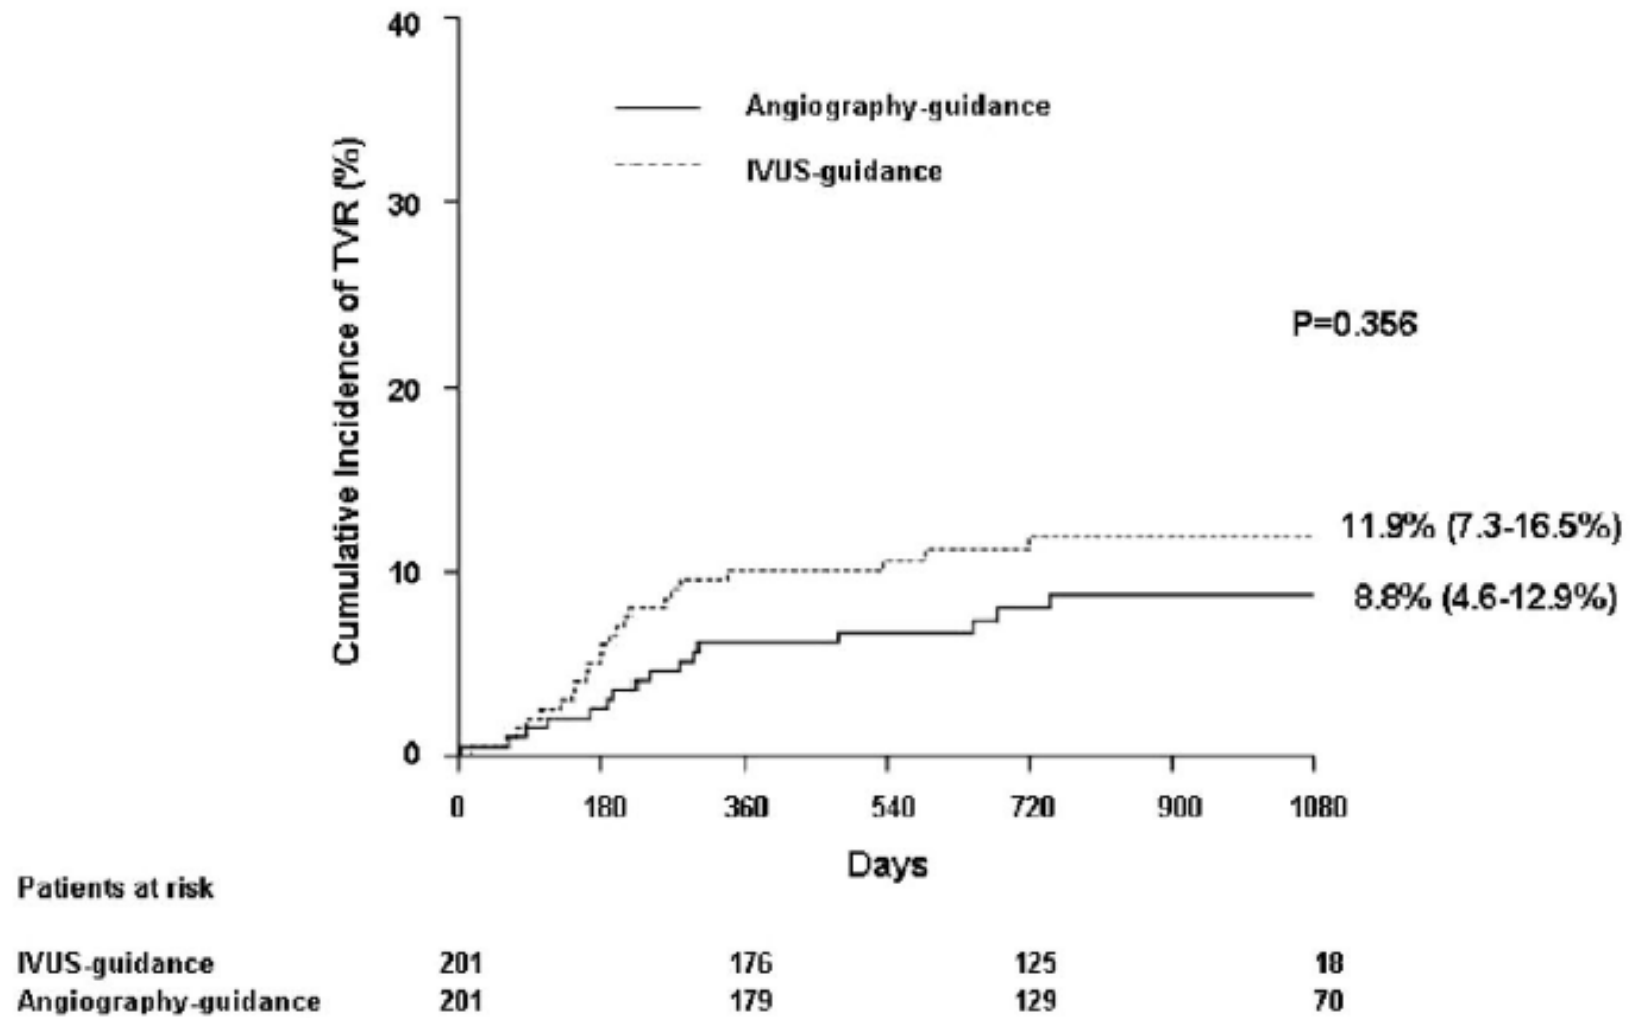 40
Angiography-guidance
IVUS-guidance
30
P=0.356
20
11.9% (7.3-16.5%)
10
8.8% (4.6-12.9%)
0
Cumulative Incidence of TVR (%)
0 180 360 540 720 900 1080
Days
Patients at risk
IVUS-guidance 201 176 125 18
Angiography-guidance 201 179 129 70